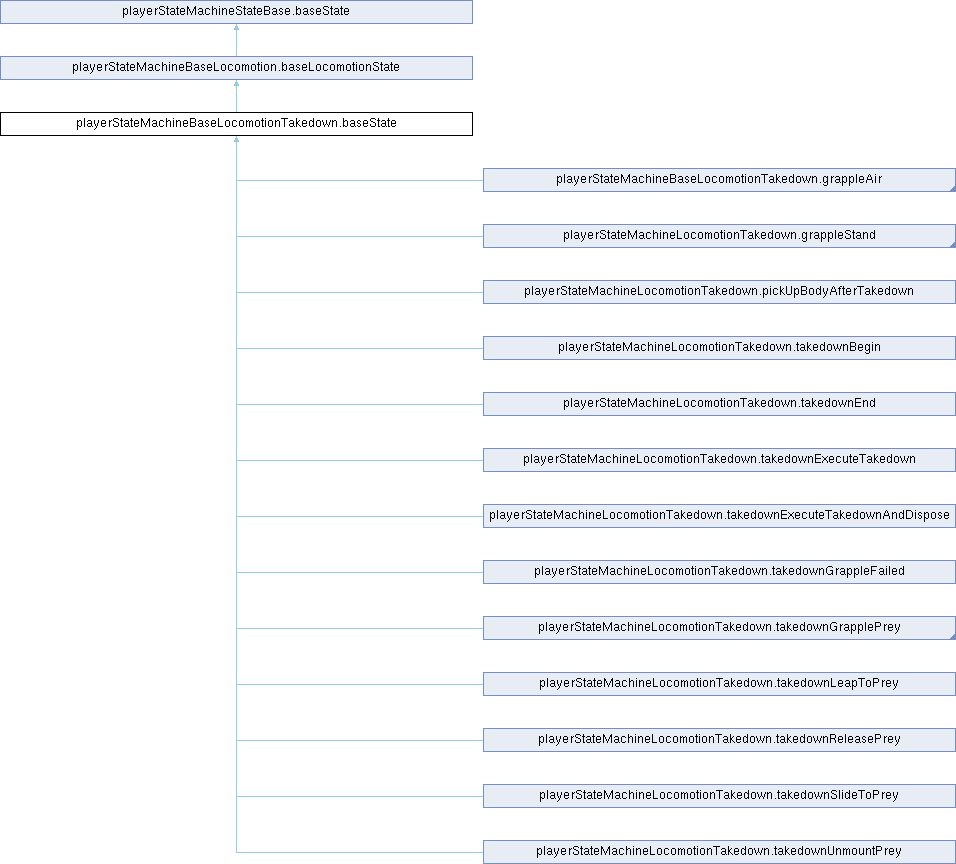 playerStateMachineStateBase.baseState
playerStateMachineBaseLocomotion.baseLocomotionState
playerStateMachineBaseLocomotionTakedown.baseState
playerStateMachineBaseLocomotionTakedown.grappleAir
playerStateMachineLocomotionTakedown.grappleStand
playerStateMachineLocomotionTakedown.pickUpBodyAfterTakedown
playerStateMachineLocomotionTakedown.takedownBegin
playerStateMachineLocomotionTakedown.takedownEnd
playerStateMachineLocomotionTakedown.takedownExecuteTakedown
playerStateMachineLocomotionTakedown.takedownExecuteTakedownAndDispose
playerStateMachineLocomotionTakedown.takedownGrappleFailed
playerStateMachineLocomotionTakedown.takedownGrapplePrey
playerStateMachineLocomotionTakedown.takedownLeapToPrey
playerStateMachineLocomotionTakedown.takedownReleasePrey
playerStateMachineLocomotionTakedown.takedownSlideToPrey
playerStateMachineLocomotionTakedown.takedownUnmountPrey